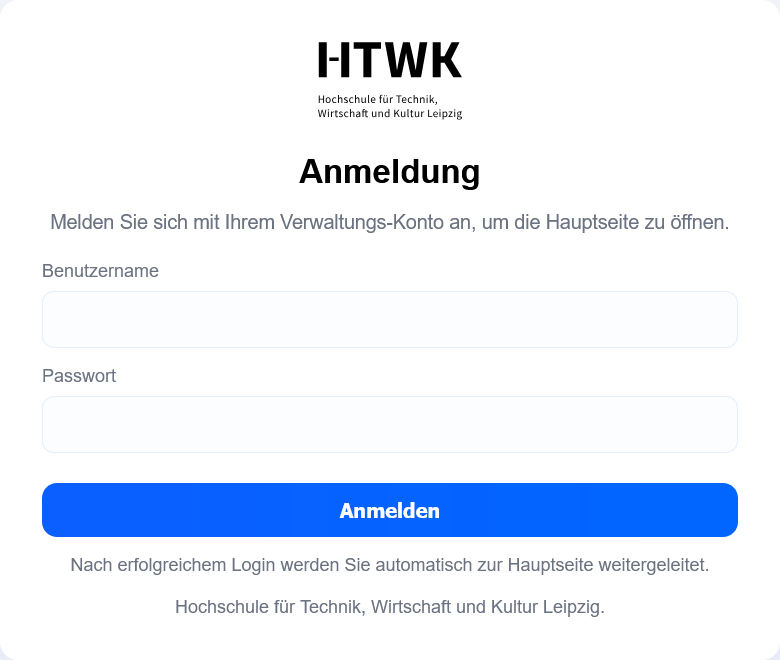 HTWK
Hochschule für Technik,
Wirtschaft und Kultur Leipzig
Anmeldung
Melden Sie sich mit Ihrem Verwaltungs-Konto an, um die Hauptseite zu öffnen.
Benutzername
Passwort
Anmelden
Nach erfolgreichem Login werden Sie automatisch zur Hauptseite weitergeleitet.
Hochschule für Technik, Wirtschaft und Kultur Leipzig.